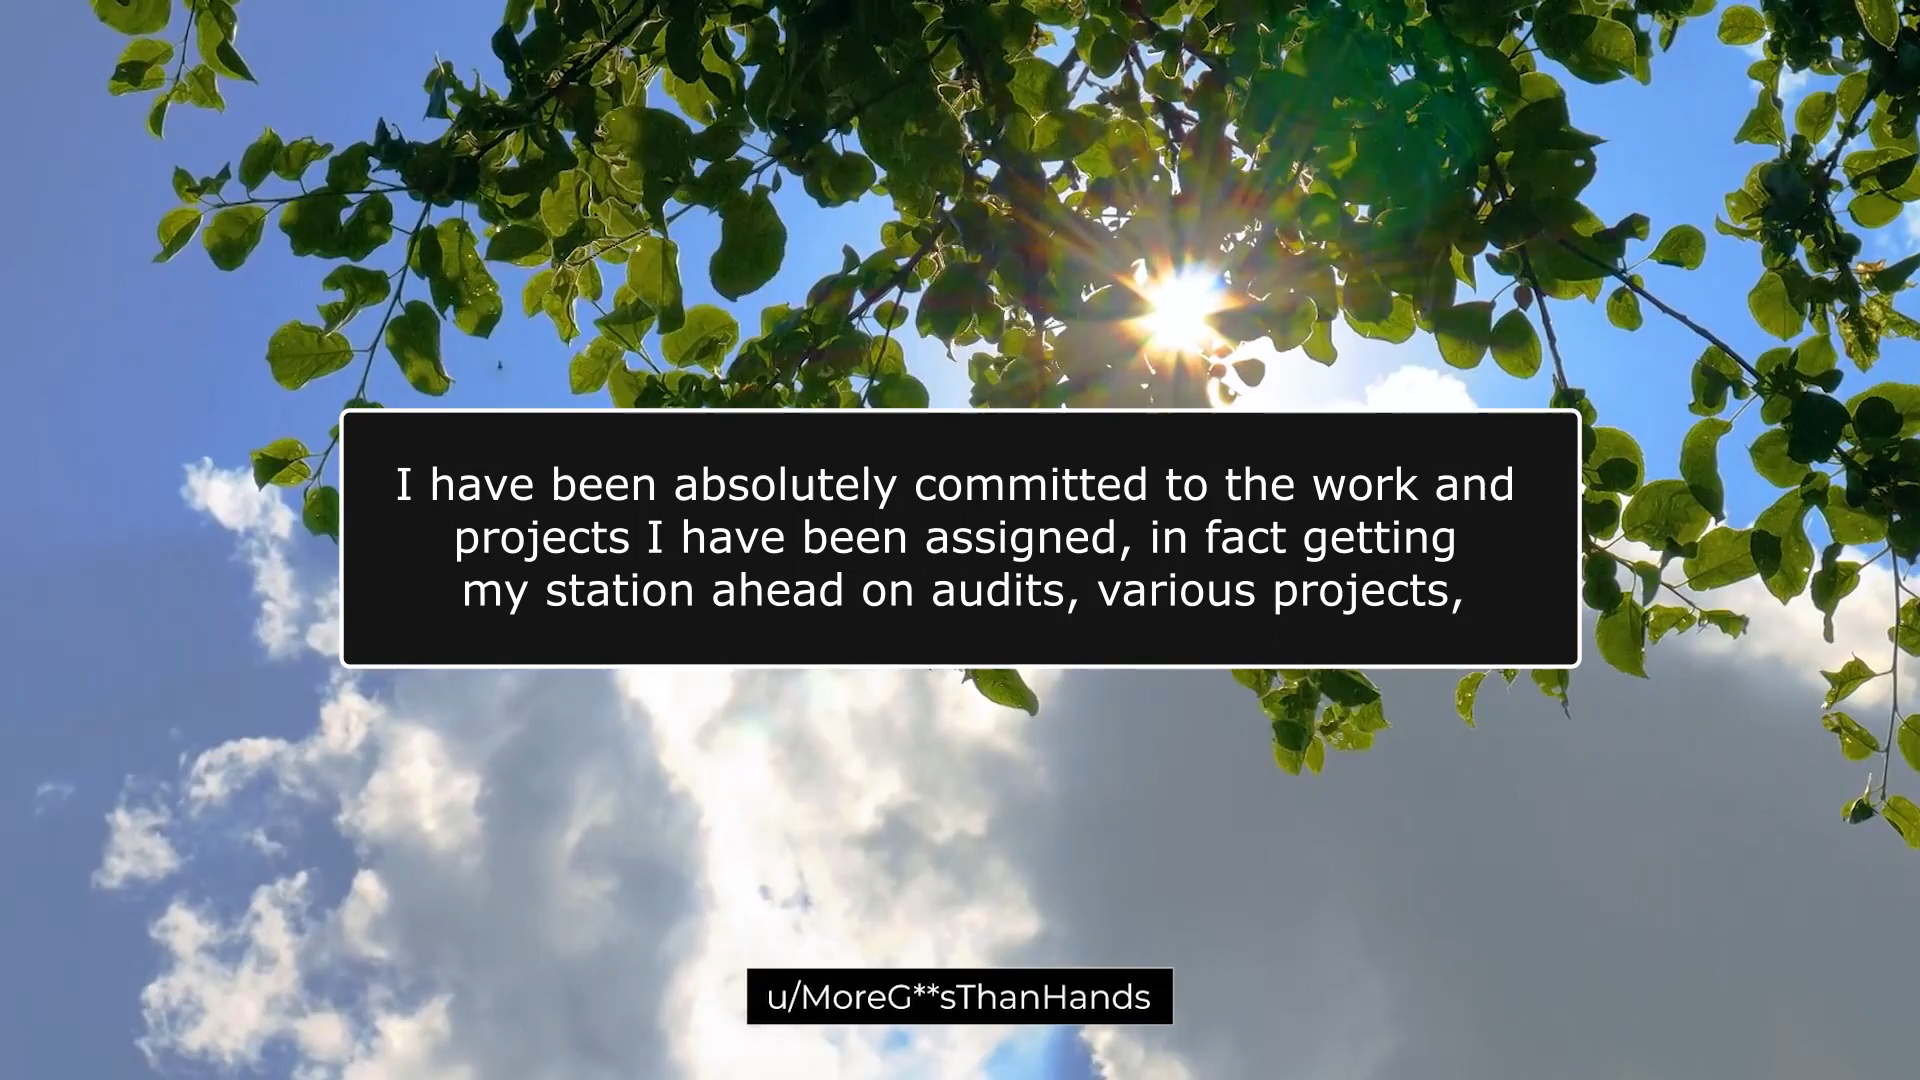 I have been absolutely committed to the work and
projects I have been assigned, in fact getting
my station ahead on audits, various projects,
u/MoreG**sThanHands